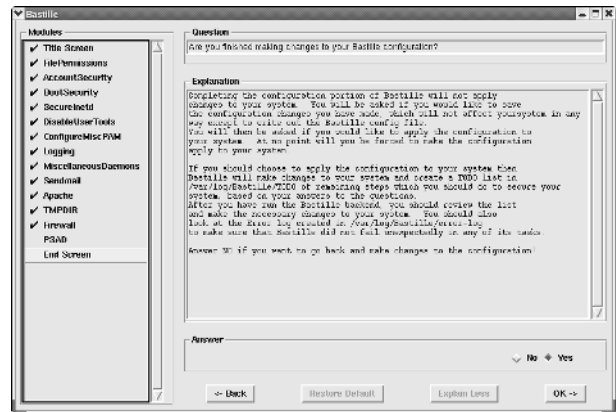 Bastille
Modules
Title Screen
FilePermissions
AccountSecurity
BootSecurity
SecureInetd
DisableUserTools
ConfigureMiscPAM
Logging
MiscellaneousDaemons
Sendmail
Apache
TMPDIR
Firewall
PSAD
End Screen
Question
Are you finished making changes to your Bastille configuration?
Explanation
Completing the configuration portion of Bastille will not apply
changes to your system. You will be asked if you would like to save
the configuration changes you have made, which will not affect yoursystem in any
way except to write out the Bastille config file.
You will then be asked if you would like to apply the configuration to
your system. At no point will you be forced to make the configuration
apply to your system
If you should choose to apply the configuration to your system then
Bastille will make changes to your system and create a TODO list in
/var/log/Bastille/TODO of remaining steps which you should do to secure your
system, based on your answers to the questions.
After you have run the Bastille backend, you should review the list
and make the necessary changes to your system. You should also
look at the Error log created in /var/log/Bastille/error-log
to make sure that Bastille did not fail unexpectedly in any of its tasks
Answer NO if you want to go back and make changes to the configuration!
Answer
No Yes
<- Back Restore Default Explain Less OK ->